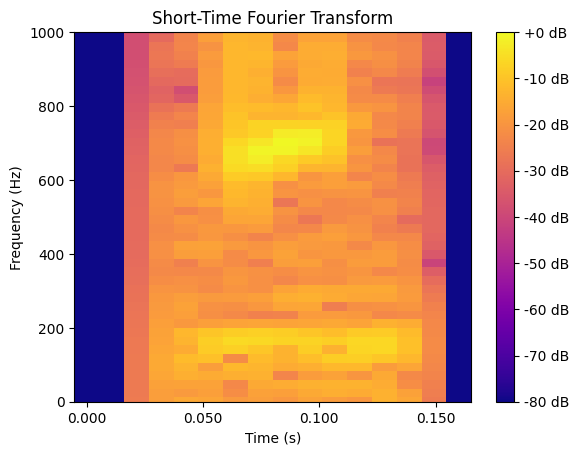 Short-Time Fourier Transform
1000
800
600
400
200
0
Frequency (Hz)
0.000
0.050
0.100
0.150
Time (s)
+0 dB
-10 dB
-20 dB
-30 dB
-40 dB
-50 dB
-60 dB
-70 dB
-80 dB